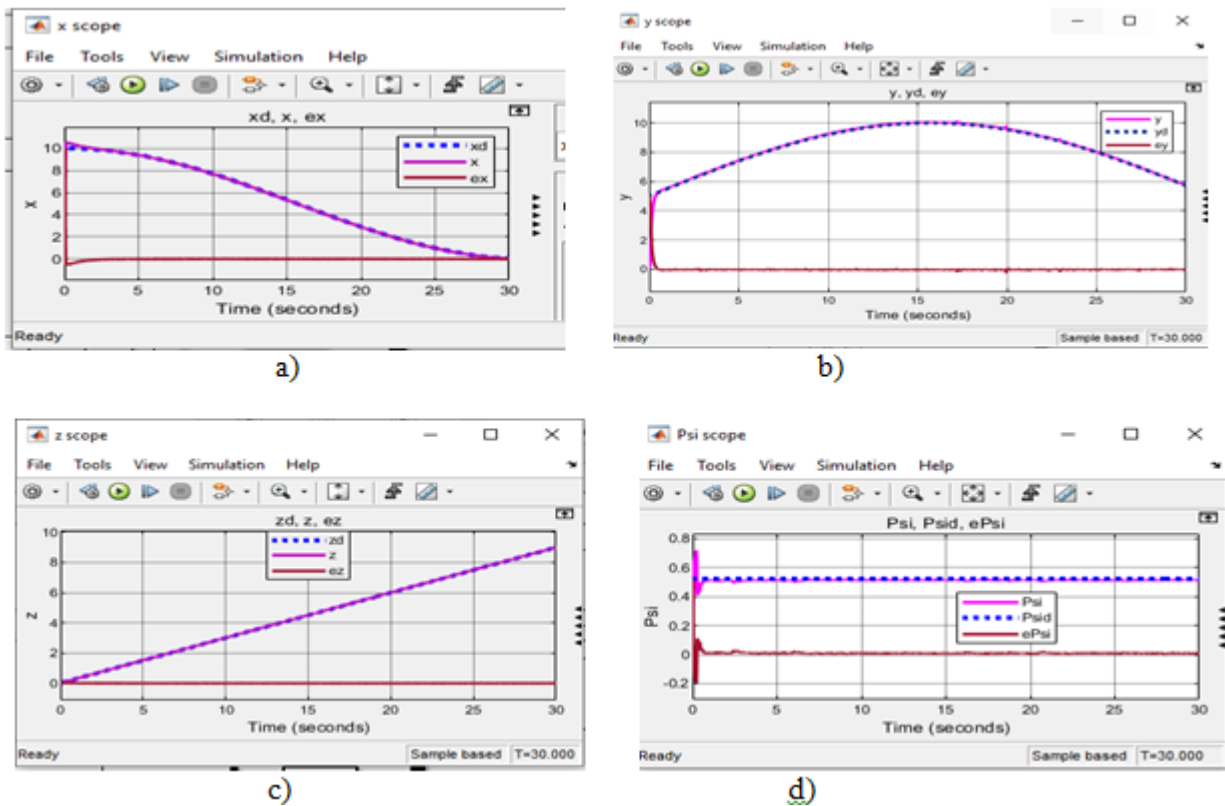 x scope
File Tools View Simulation Help
xd, x, ex
xd
x
ex
x
10
8
6
4
2
0
0 5 10 15 20 25 30
Time (seconds)
Ready
a)
y scope
File Tools View Simulation Help
y, yd, ey
y
yd
ey
y
10
8
6
4
2
0
0 5 10 15 20 25 30
Time (seconds)
Ready Sample based T=30.000
b)
z scope
File Tools View Simulation Help
zd, z, ez
zd
z
ez
z
10
8
6
4
2
0
0 5 10 15 20 25 30
Time (seconds)
Ready Sample based T=30.000
c)
Psi scope
File Tools View Simulation Help
Psi, Psid, ePsi
Psi
Psid
ePsi
Psi
0.8
0.6
0.4
0.2
0
-0.2
0 5 10 15 20 25 30
Time (seconds)
Ready Sample based T=30.000
d)